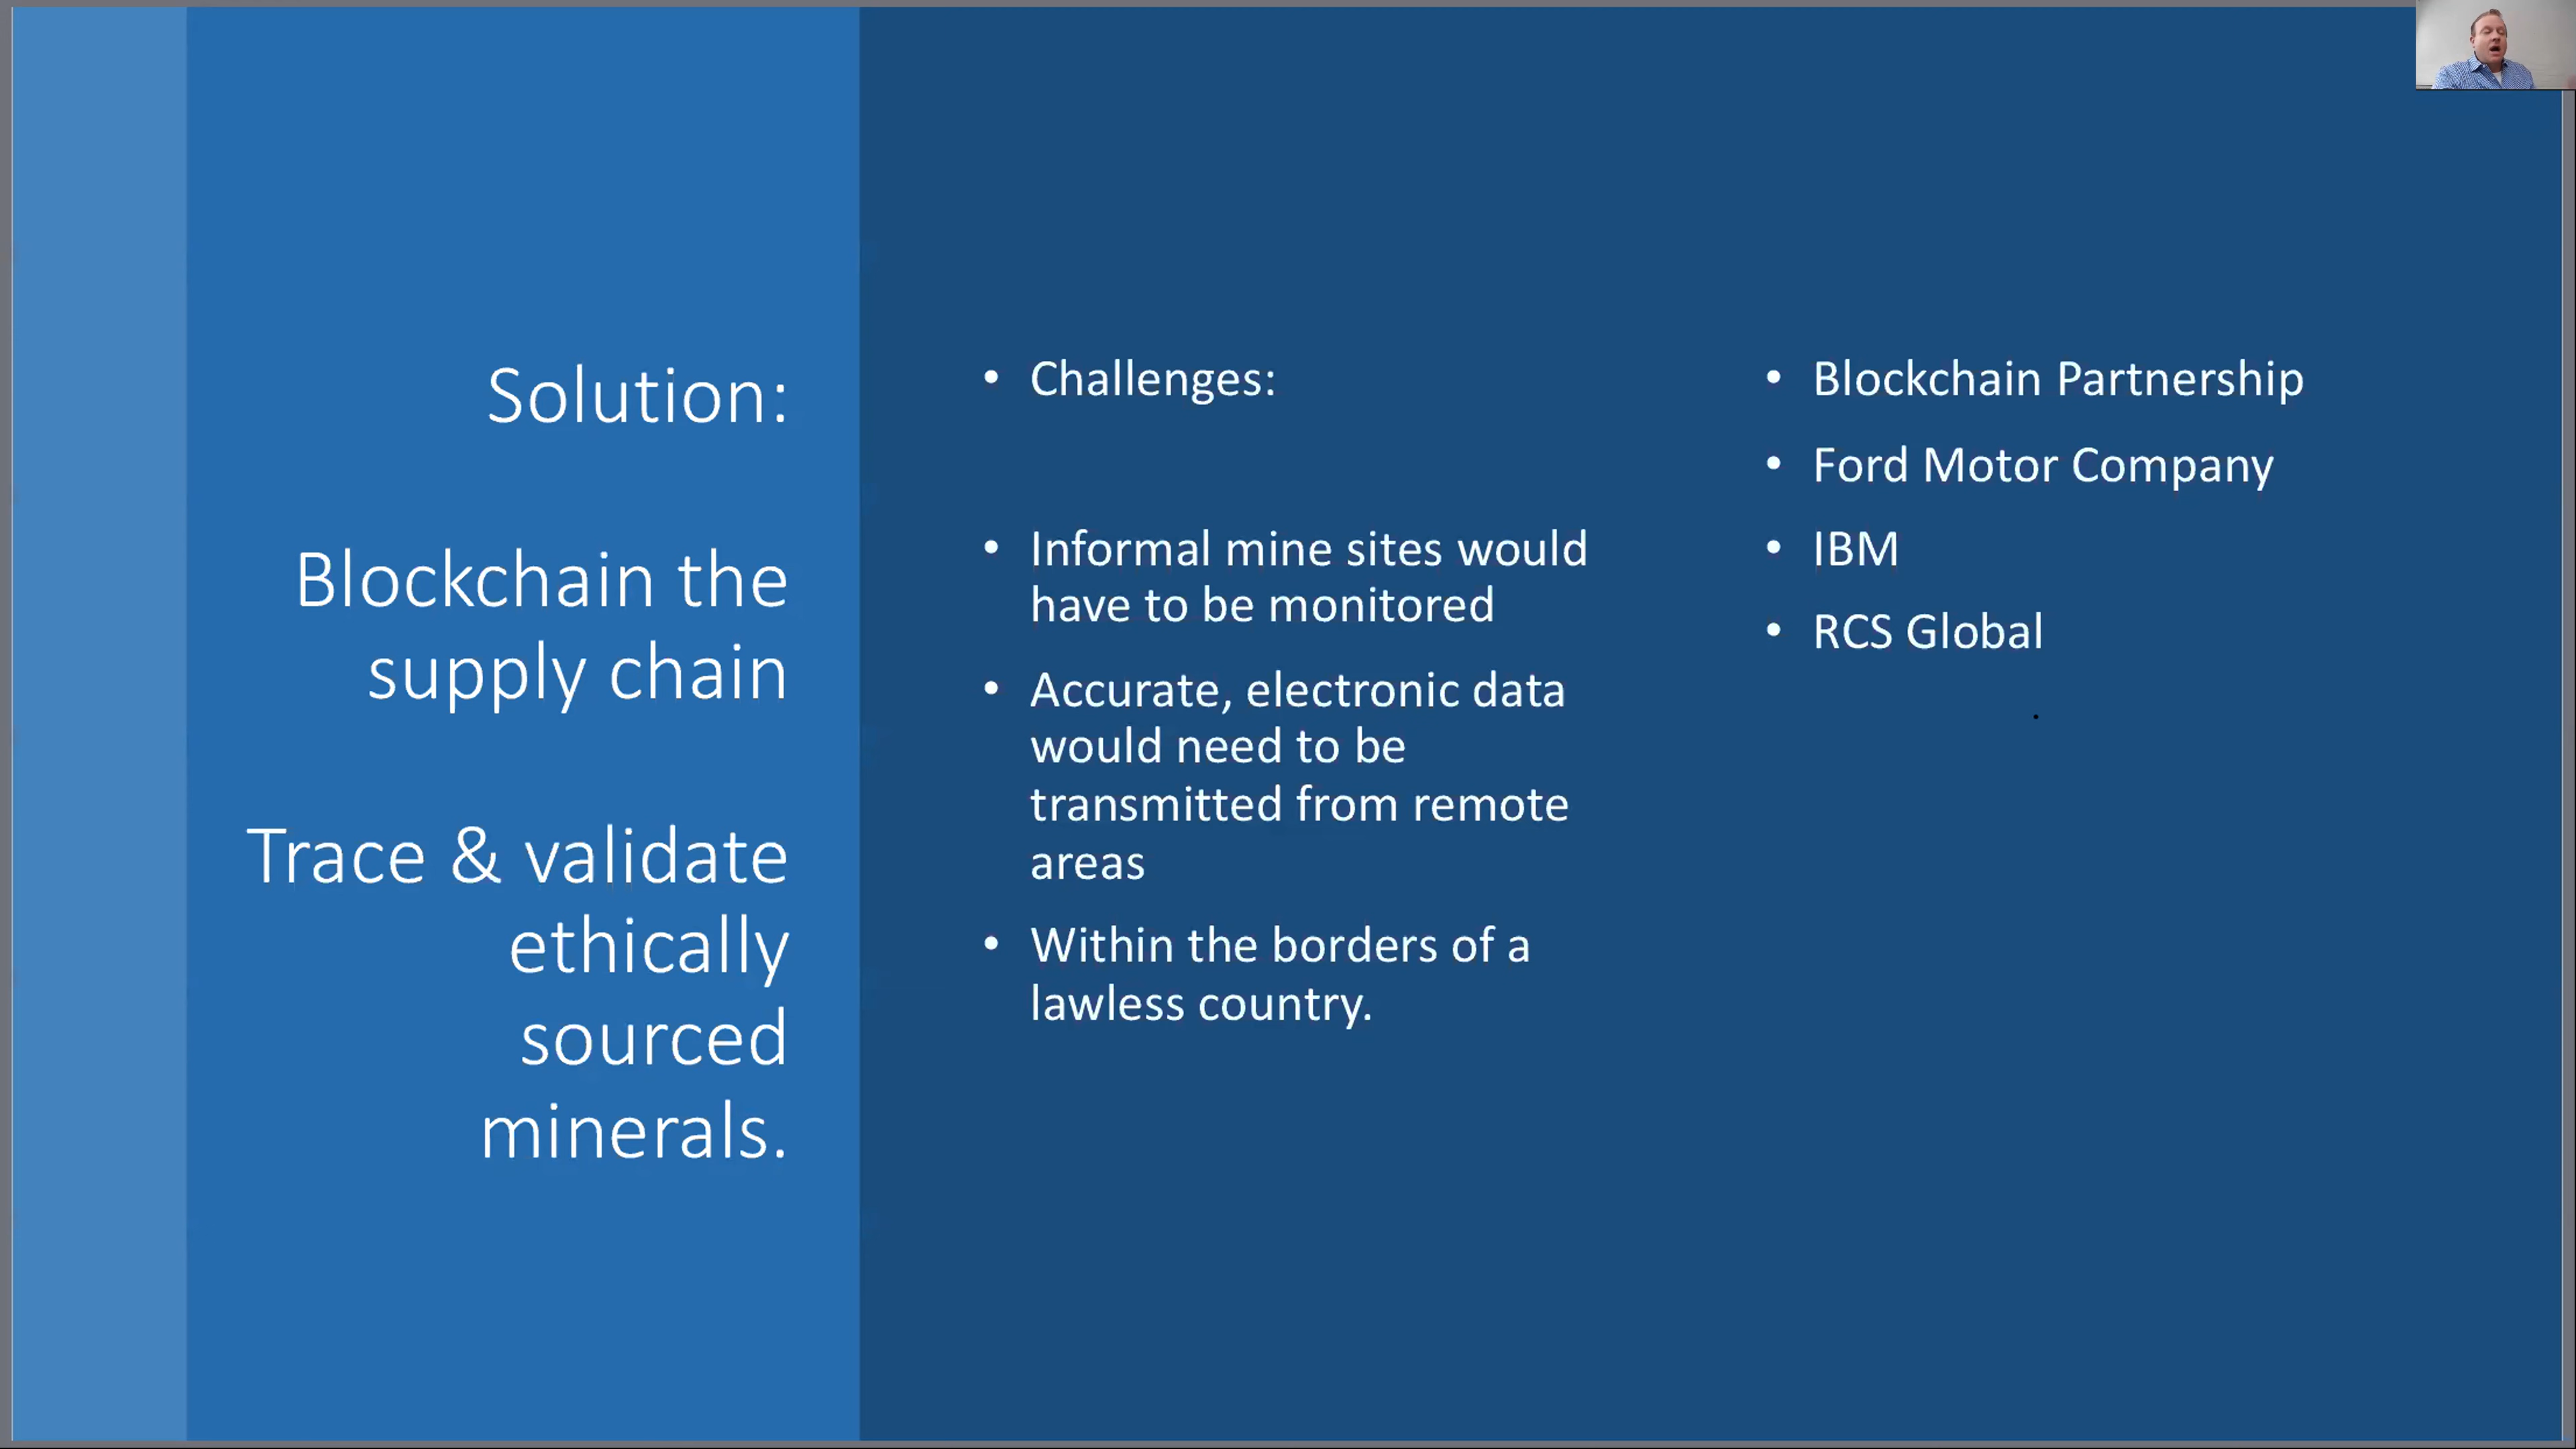 Solution:
Blockchain the
supply chain
Trace & validate
ethically
sourced
minerals.
• Challenges:
• Informal mine sites would
have to be monitored
• Accurate, electronic data
would need to be
transmitted from remote
areas
• Within the borders of a
lawless country.
• Blockchain Partnership
• Ford Motor Company
• IBM
• RCS Global